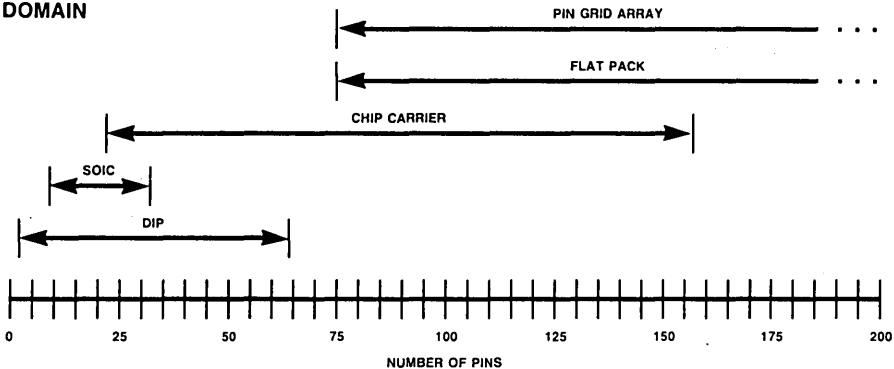 DOMAIN
PIN GRID ARRAY
FLAT PACK
CHIP CARRIER
SOIC
DIP
0 25 50 75 100 125 150 175 200
NUMBER OF PINS